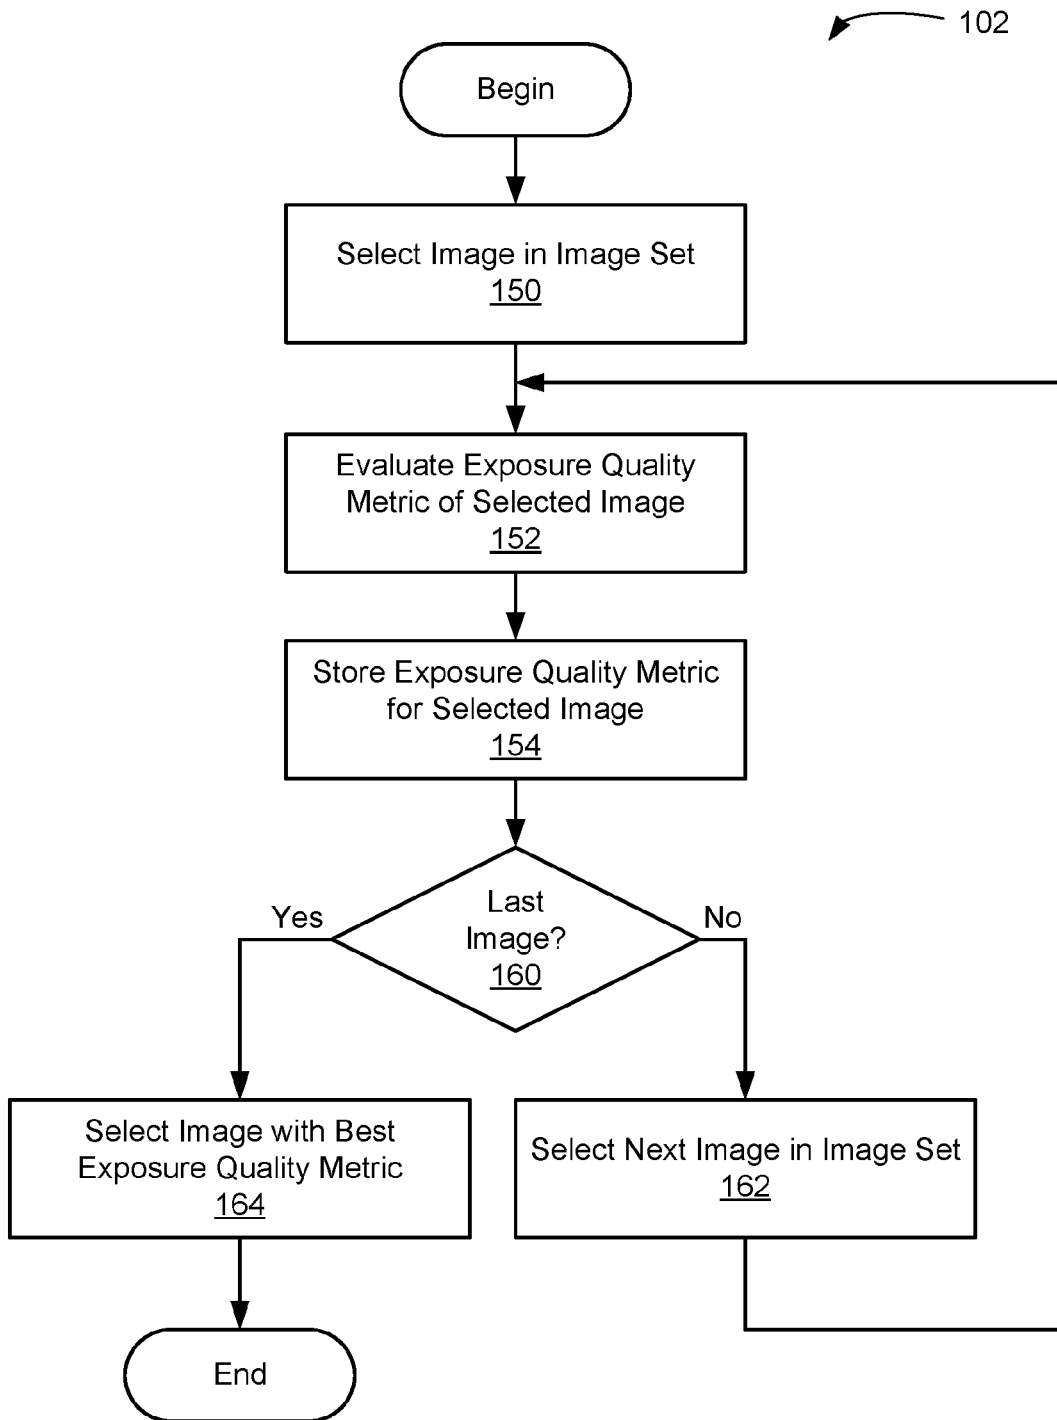 102
Begin
Select Image in Image Set
150
Evaluate Exposure Quality
Metric of Selected Image
152
Store Exposure Quality Metric
for Selected Image
154
Last
Image?
160
Yes
No
Select Image with Best
Exposure Quality Metric
164
Select Next Image in Image Set
162
End